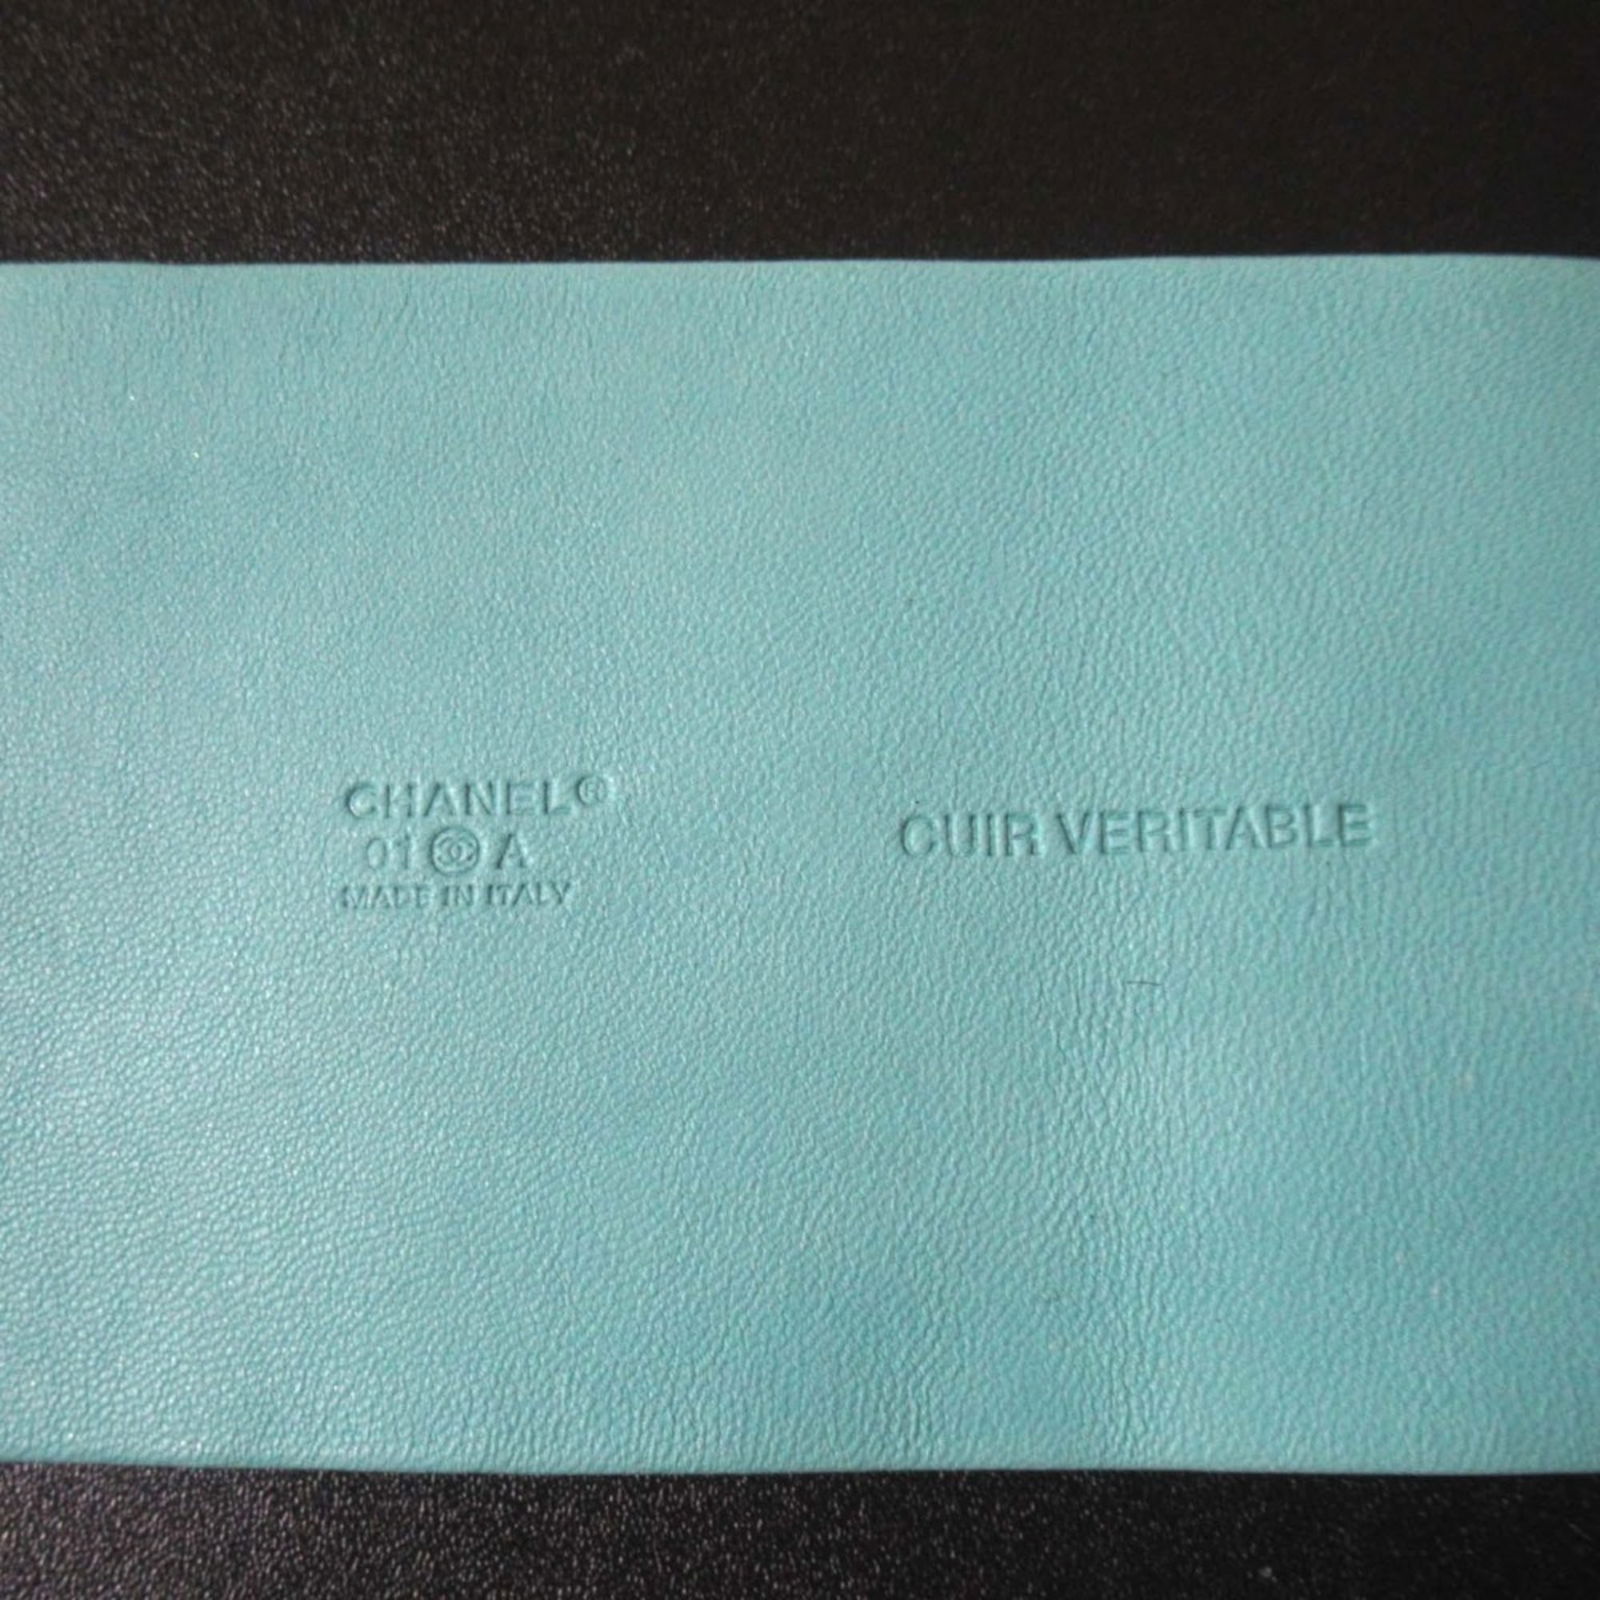 CHANEL®
01 A
MADE IN ITALY
CUIR VERITABLE